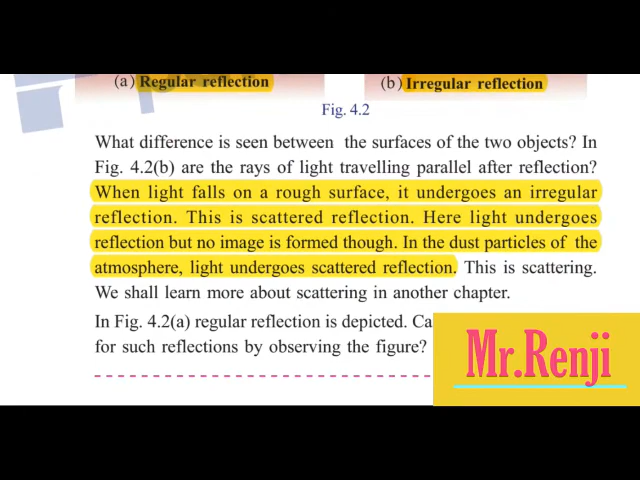 (a) Regular reflection (b) Irregular reflection
Fig. 4.2
What difference is seen between the surfaces of the two objects? In
Fig. 4.2(b) are the rays of light travelling parallel after reflection?
When light falls on a rough surface, it undergoes an irregular
reflection. This is scattered reflection. Here light undergoes
reflection but no image is formed though. In the dust particles of the
atmosphere, light undergoes scattered reflection. This is scattering.
We shall learn more about scattering in another chapter.
In Fig. 4.2(a) regular reflection is depicted.
for such reflections by observing the figure?
Mr.Renji